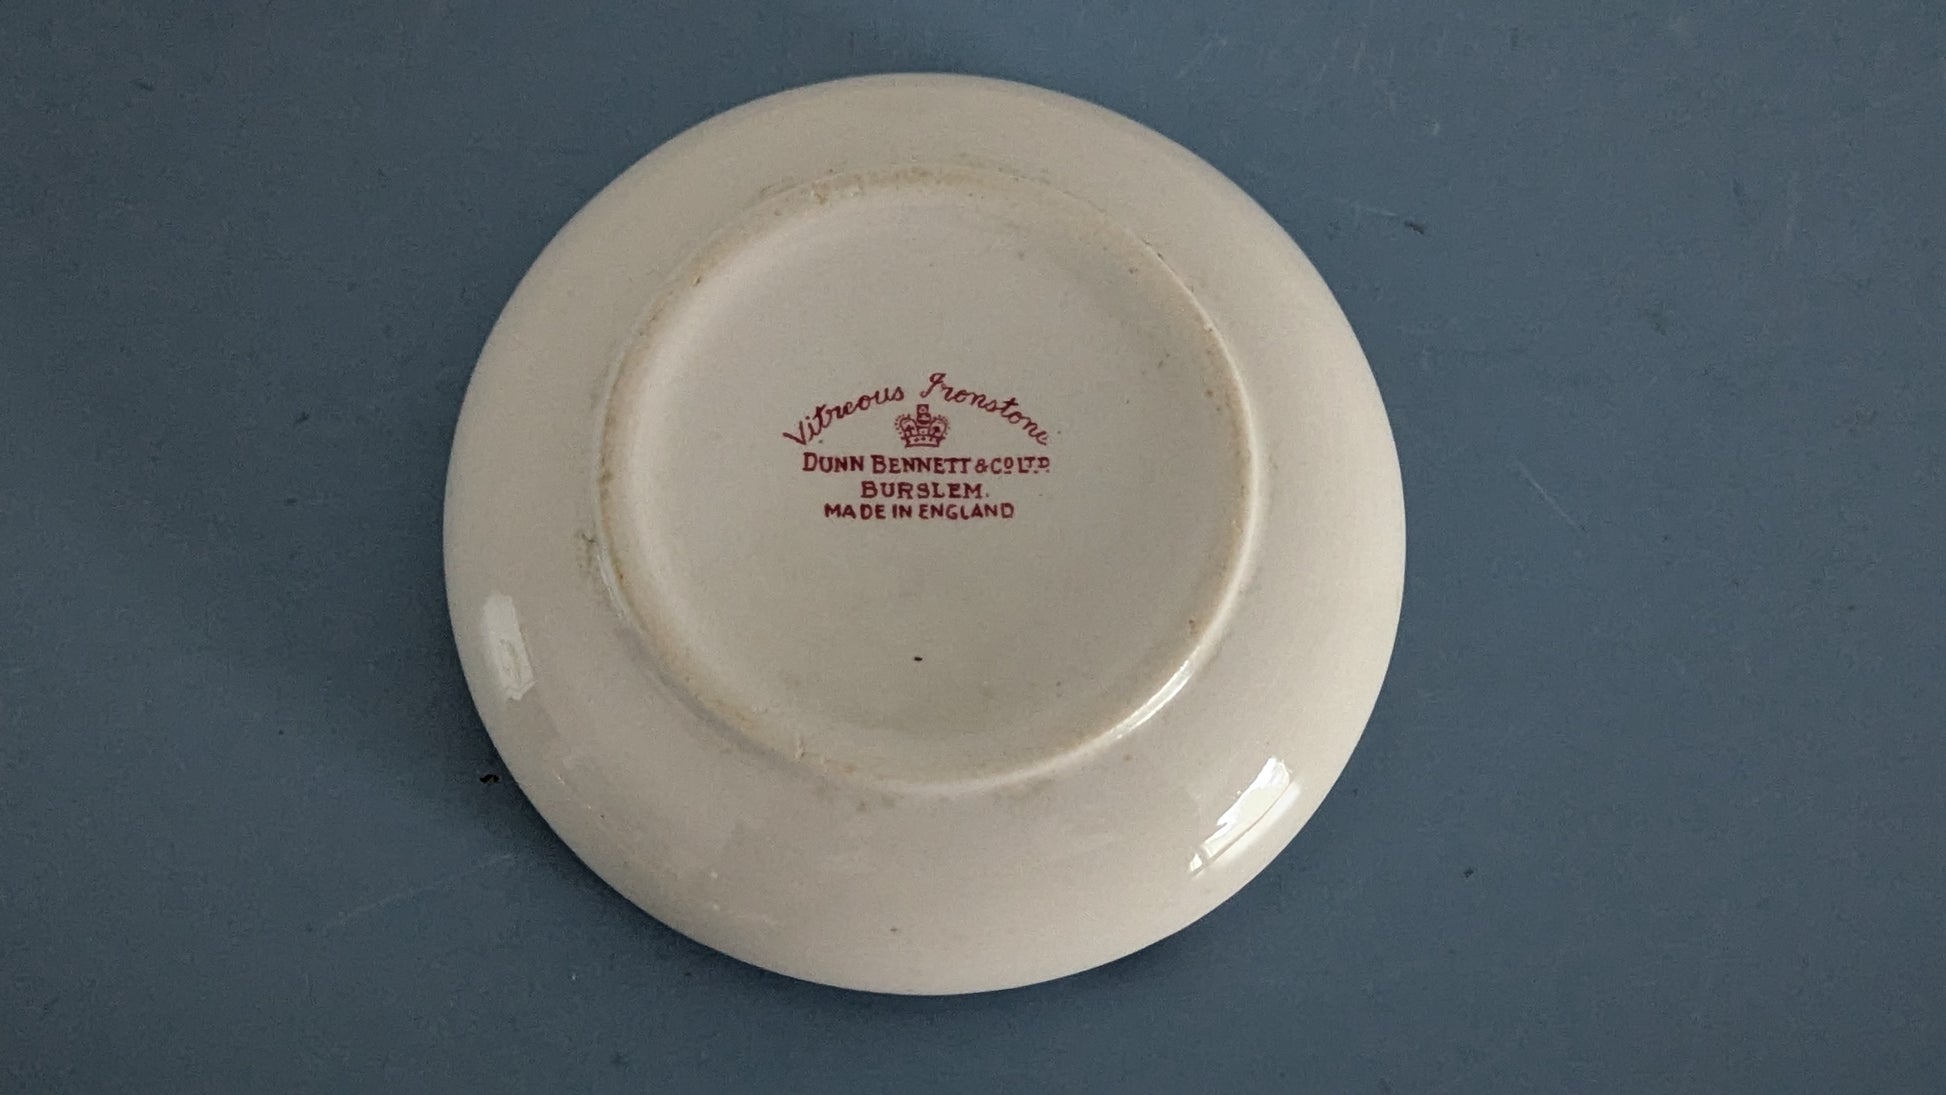 Vitreous Ironstone
DUNN BENNETT & CO LTD
BURSLEM.
MADE IN ENGLAND